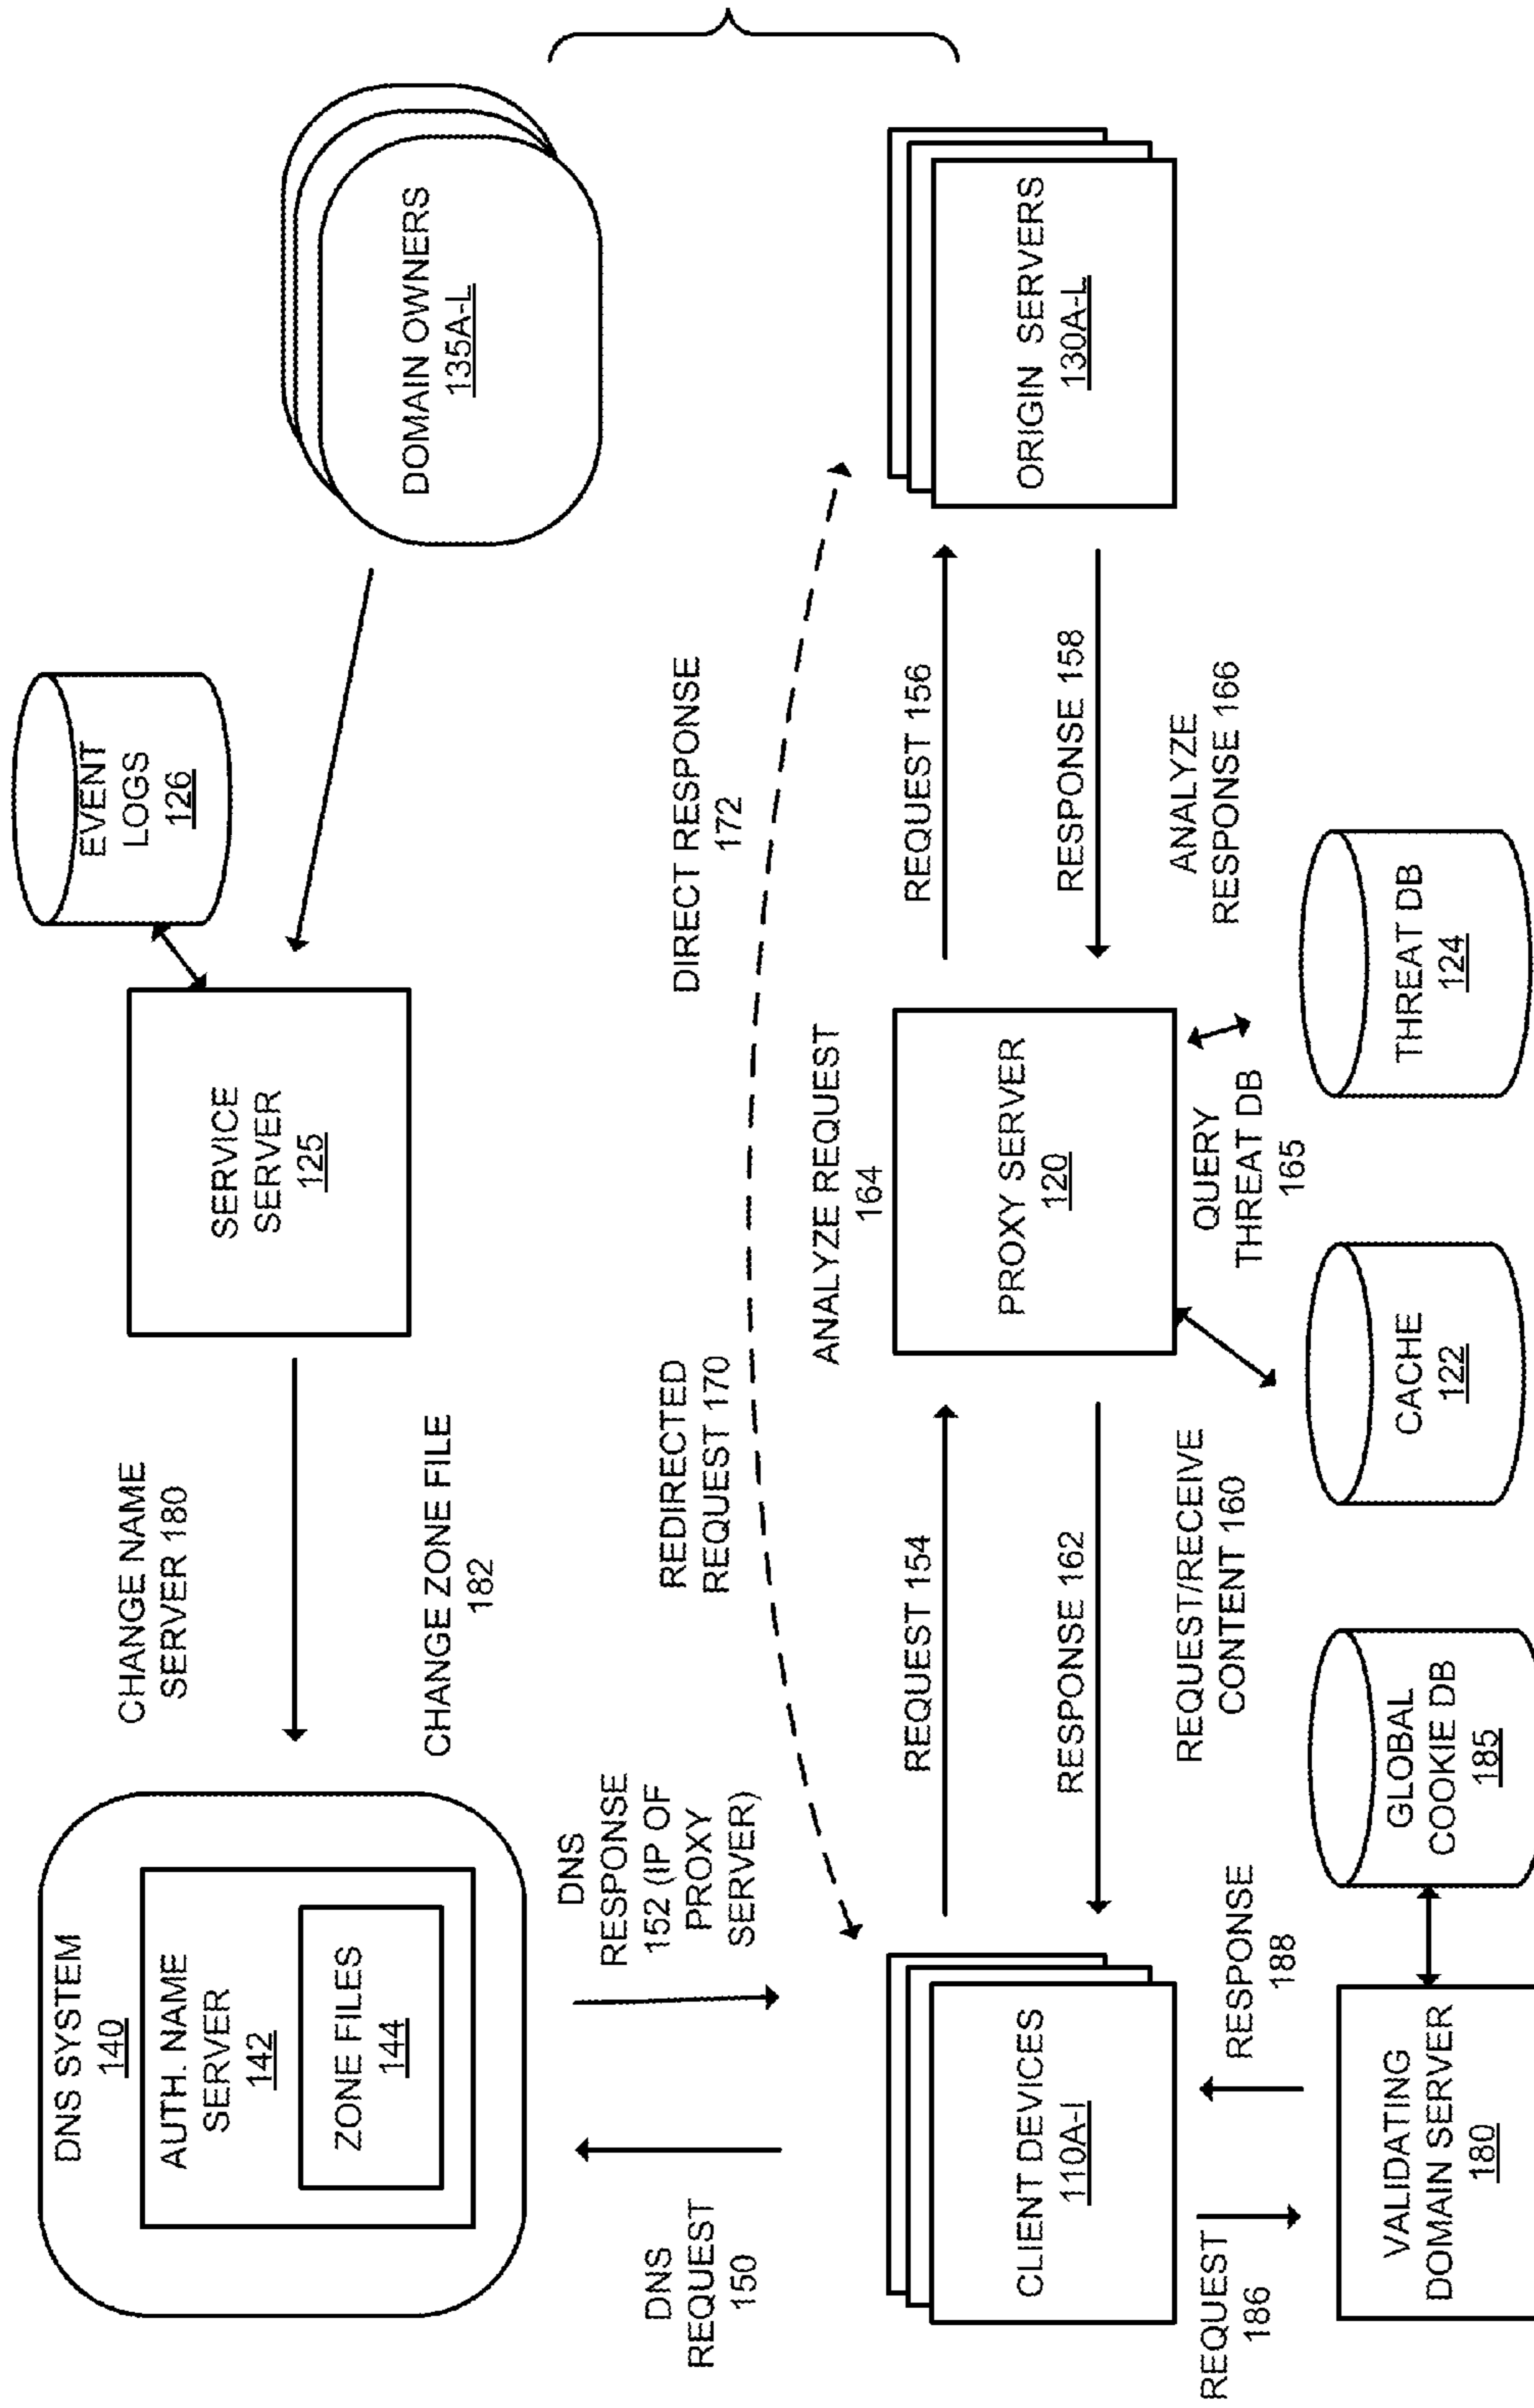 DNS SYSTEM
140
AUTH. NAME
SERVER
142
ZONE FILES
144
CHANGE NAME
SERVER 180
CHANGE ZONE FILE
182
SERVICE
SERVER
125
EVENT
LOGS
126
DOMAIN OWNERS
135A-L
DNS
REQUEST
150
DNS
RESPONSE
152 (IP OF
PROXY
SERVER)
REDIRECTED
REQUEST 170
DIRECT RESPONSE
172
CLIENT DEVICES
110A-I
REQUEST 154
RESPONSE 162
ANALYZE REQUEST
164
PROXY SERVER
120
REQUEST 156
RESPONSE 158
ORIGIN SERVERS
130A-L
REQUEST
186
RESPONSE
188
REQUEST/RECEIVE
CONTENT 160
QUERY
THREAT DB
165
ANALYZE
RESPONSE 166
VALIDATING
DOMAIN SERVER
180
GLOBAL
COOKIE DB
185
CACHE
122
THREAT DB
124